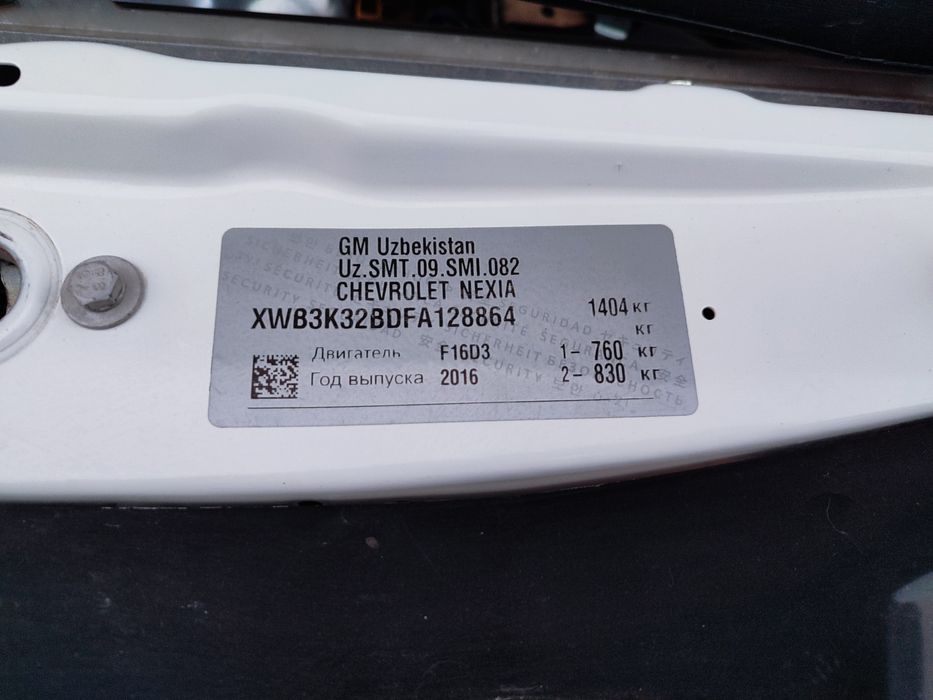 GM Uzbekistan
Uz.SMT.09.SMI.082
CHEVROLET NEXIA
XWB3K32BDFA128864 1404 кг
кг
Двигатель F16D3 1- 760 кг
Год выпуска 2016 2- 830 кг